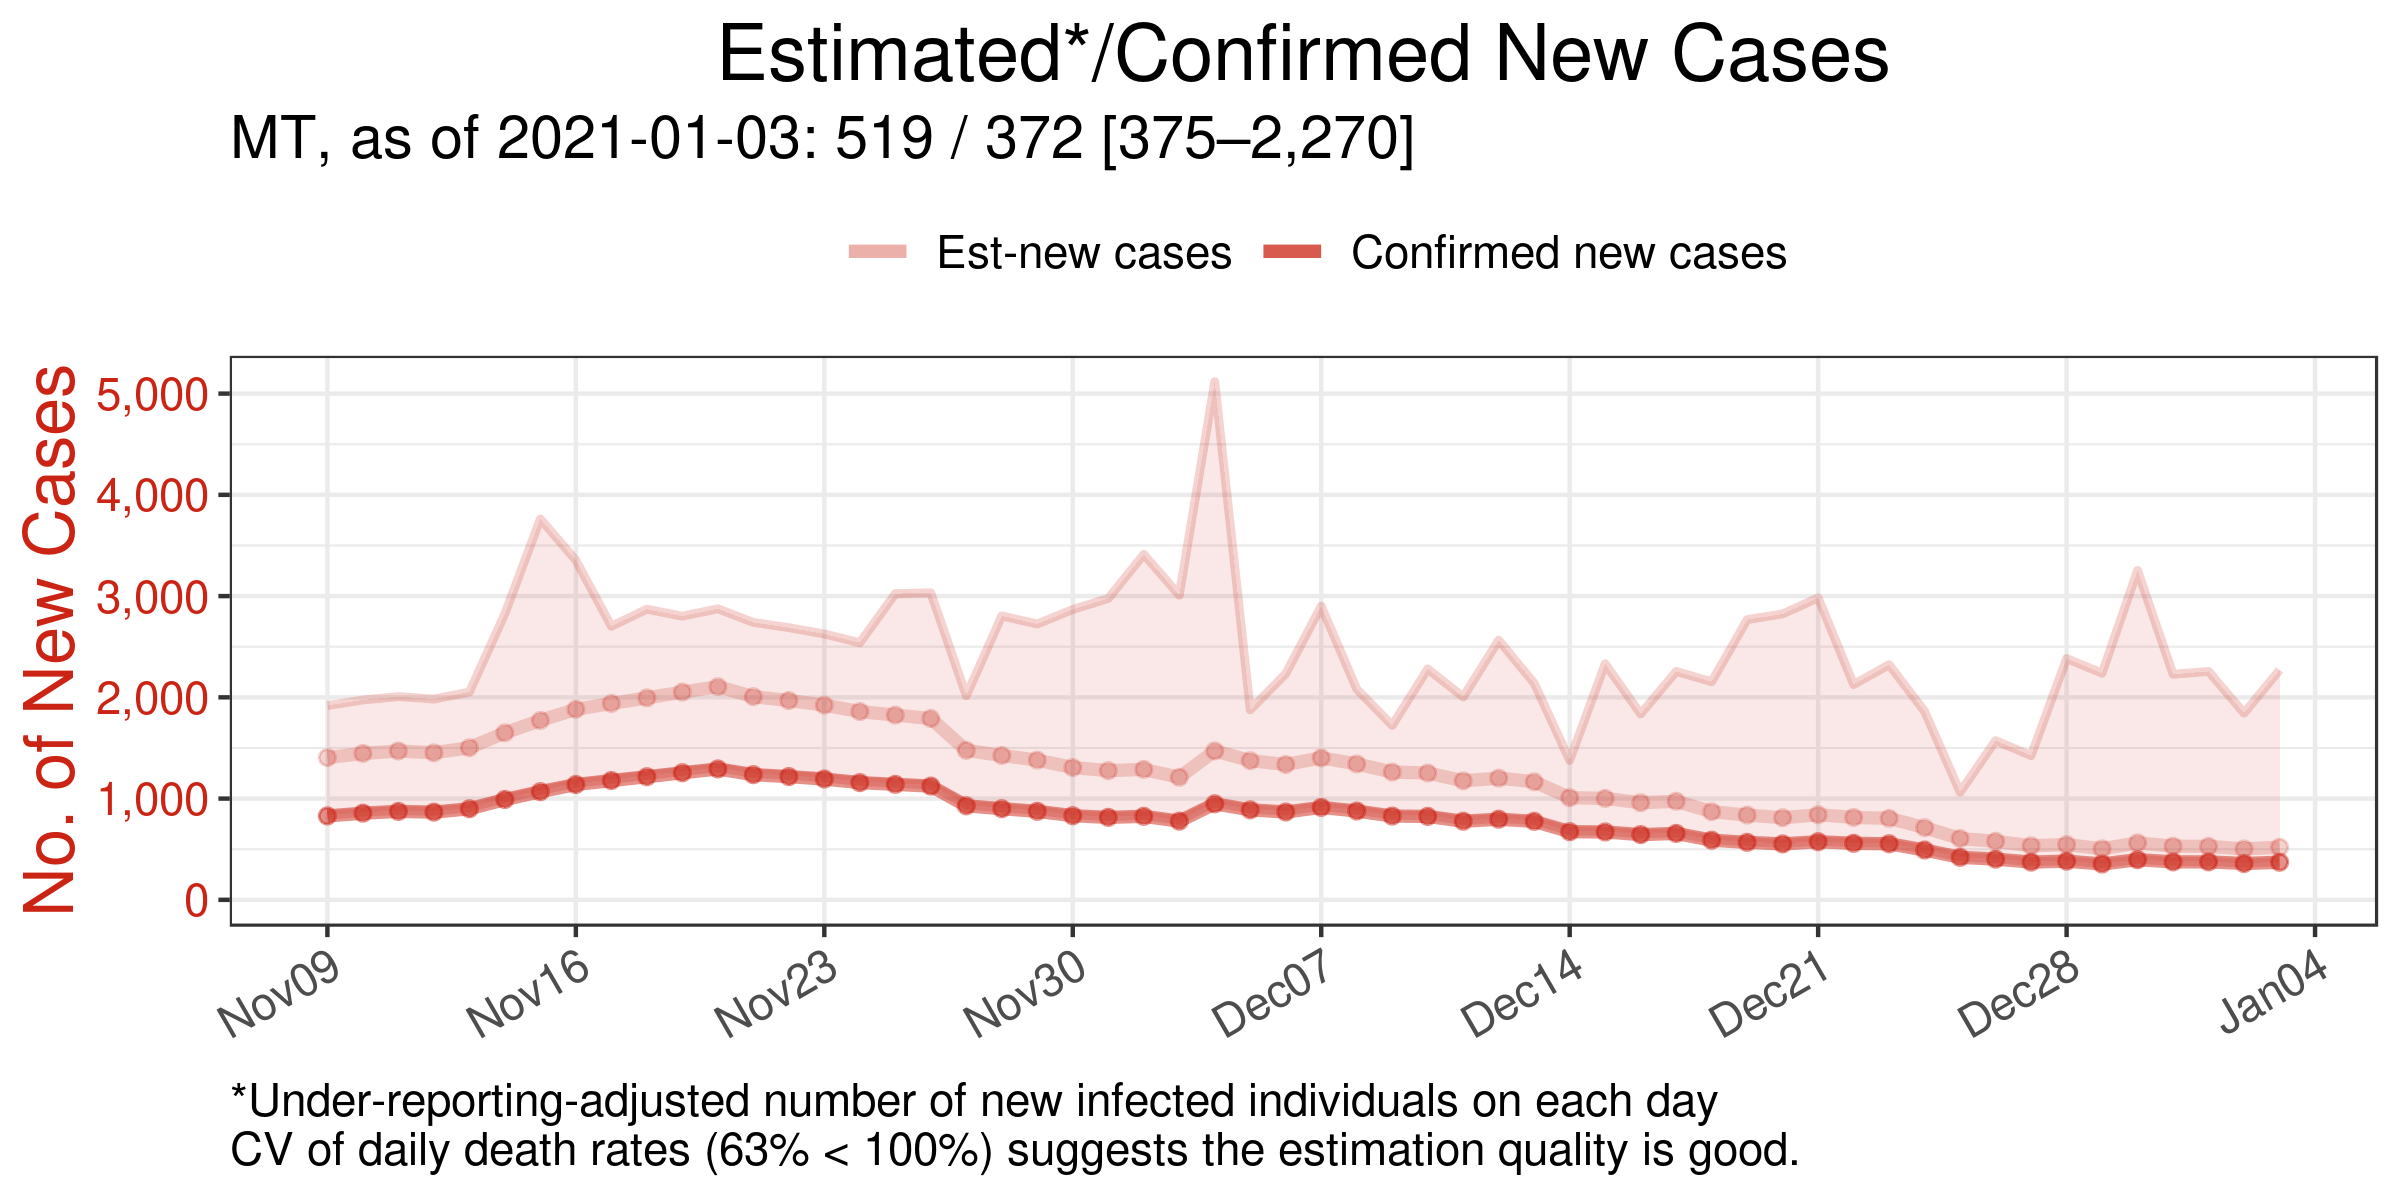 Estimated*/Confirmed New Cases
MT, as of 2021-01-03: 519 / 372 [375–2,270]
Est-new cases
Confirmed new cases
No. of New Cases
5,000
4,000
3,000
2,000
1,000
0
Nov09
Nov16
Nov23
Nov30
Dec07
Dec14
Dec21
Dec28
Jan04
*Under-reporting-adjusted number of new infected individuals on each day
CV of daily death rates (63% < 100%) suggests the estimation quality is good.